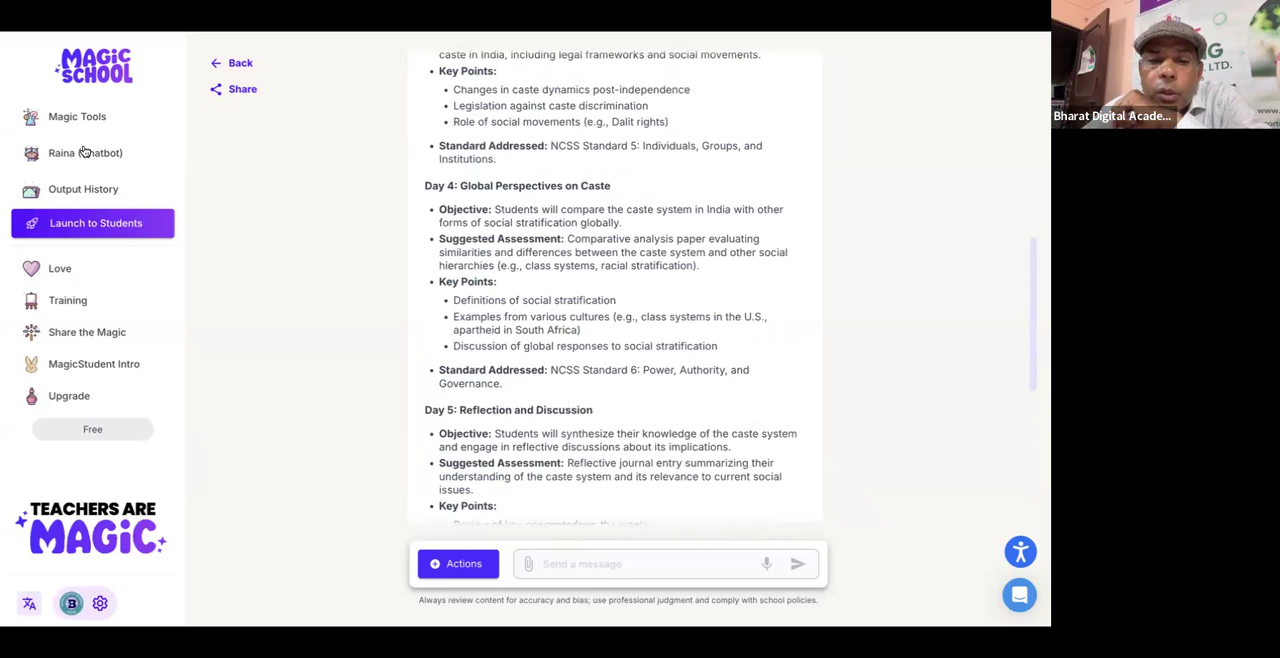 MAGIC
SCHOOL
Magic Tools
Raina (Chatbot)
Output History
Launch to Students
Love
Training
Share the Magic
MagicStudent Intro
Upgrade
Free
TEACHERS ARE
MAGIC
B
Back
Share
caste in India, including legal frameworks and social movements.
• Key Points:
• Changes in caste dynamics post-independence
• Legislation against caste discrimination
• Role of social movements (e.g., Dalit rights)
• Standard Addressed: NCSS Standard 5: Individuals, Groups, and
Institutions.
Day 4: Global Perspectives on Caste
• Objective: Students will compare the caste system in India with other
forms of social stratification globally.
• Suggested Assessment: Comparative analysis paper evaluating
similarities and differences between the caste system and other social
hierarchies (e.g., class systems, racial stratification).
• Key Points:
• Definitions of social stratification
• Examples from various cultures (e.g., class systems in the U.S.,
apartheid in South Africa)
• Discussion of global responses to social stratification
• Standard Addressed: NCSS Standard 6: Power, Authority, and
Governance.
Day 5: Reflection and Discussion
• Objective: Students will synthesize their knowledge of the caste system
and engage in reflective discussions about its implications.
• Suggested Assessment: Reflective journal entry summarizing their
understanding of the caste system and its relevance to current social
issues.
• Key Points:
Actions
Send a message
Always review content for accuracy and bias; use professional judgment and comply with school policies.
LTD.
www.
Bharat Digital Acade...